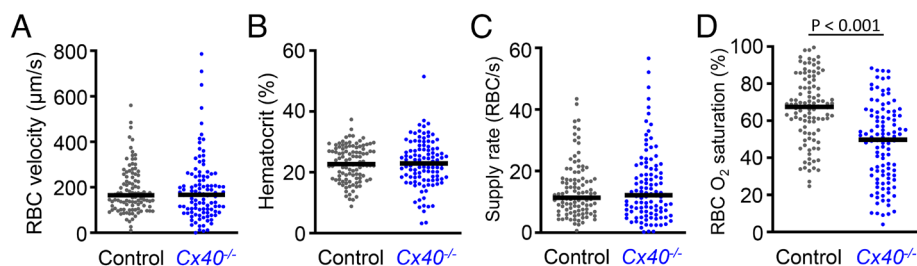 A
RBC velocity (µm/s)
800
600
400
200
0
Control Cx40-/-
B
Hematocrit (%)
60
40
20
0
Control Cx40-/-
C
Supply rate (RBC/s)
60
40
20
0
Control Cx40-/-
D
P < 0.001
RBC O2 saturation (%)
100
80
60
40
20
0
Control Cx40-/-